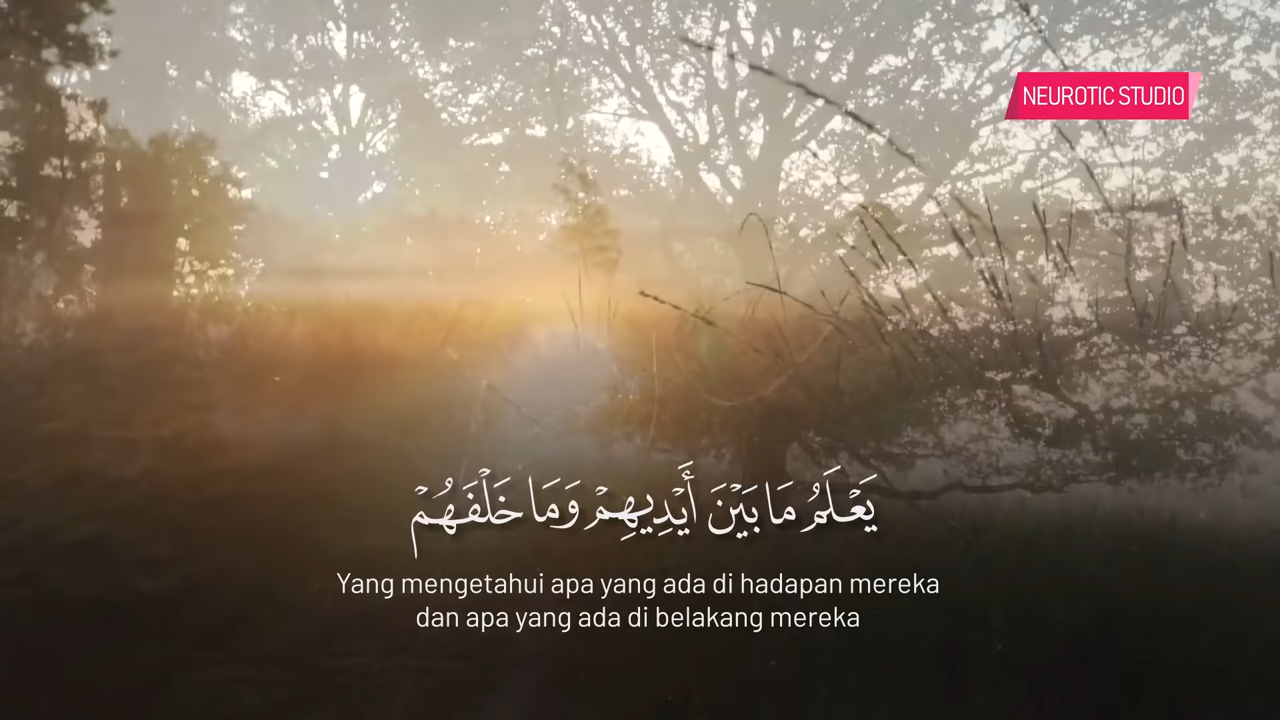 NEUROTIC STUDIO
يَعْلَمُ مَا بَيْنَ أَيْدِيهِمْ وَمَا خَلْفَهُمْ
Yang mengetahui apa yang ada di hadapan mereka
dan apa yang ada di belakang mereka